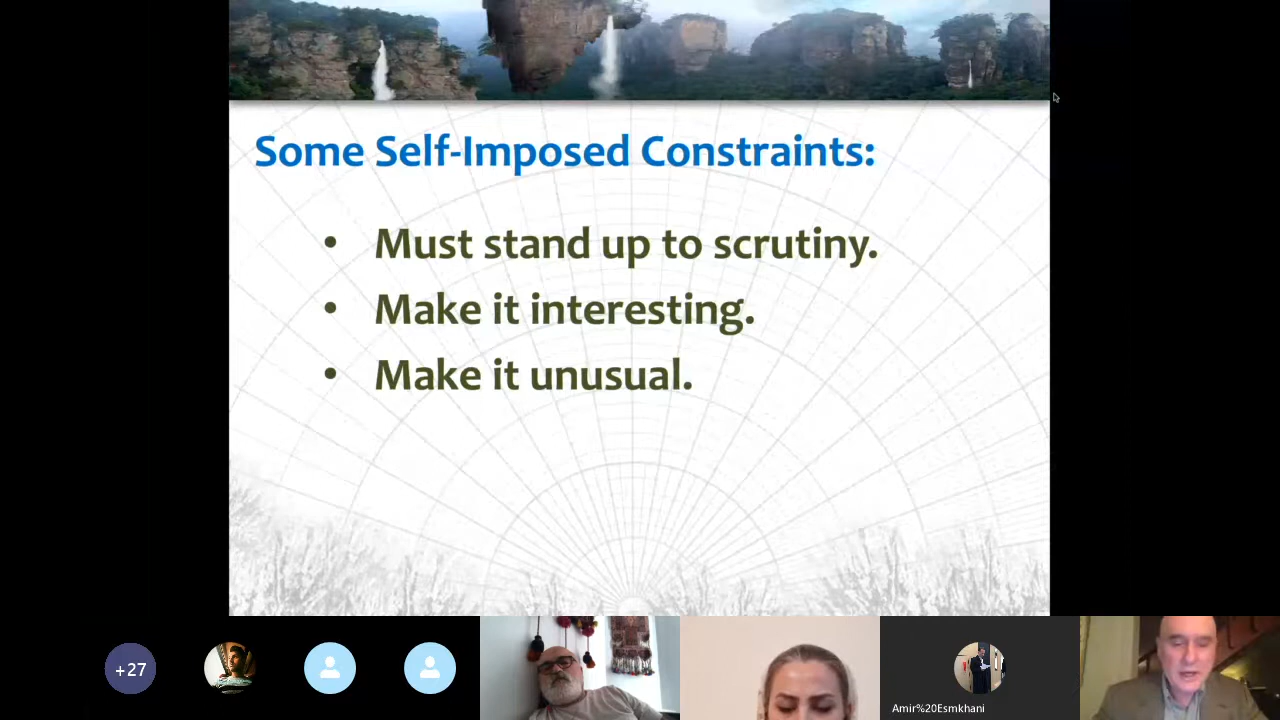 Some Self-Imposed Constraints:
• Must stand up to scrutiny.
• Make it interesting.
• Make it unusual.
+27
Amir%20Esmkhani